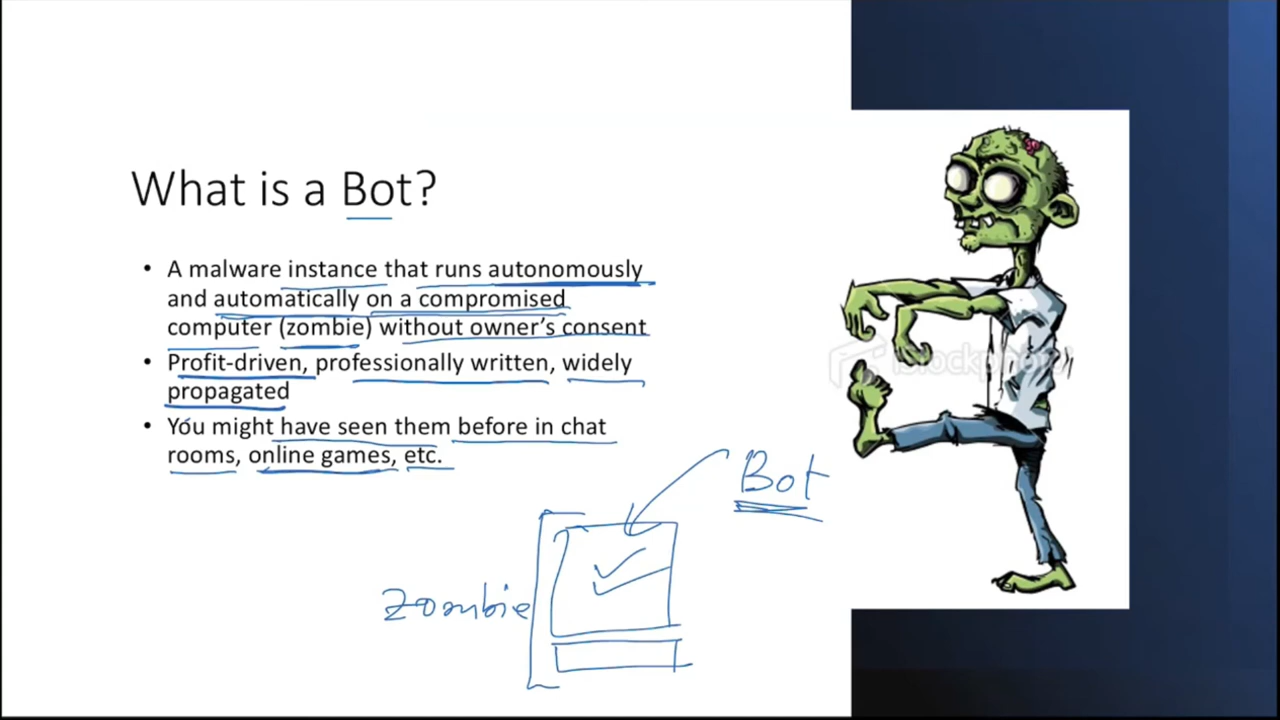 What is a Bot?
• A malware instance that runs autonomously
and automatically on a compromised
computer (zombie) without owner's consent
• Profit-driven, professionally written, widely
propagated
• You might have seen them before in chat
rooms, online games, etc.
Bot
Zombie
iStockphoto